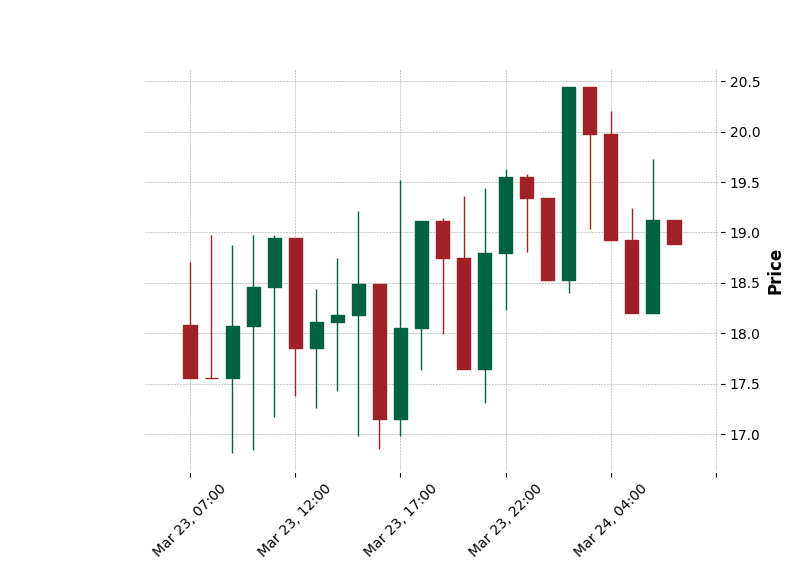 20.5
20.0
19.5
19.0
18.5
18.0
17.5
17.0
Price
Mar 23, 07:00
Mar 23, 12:00
Mar 23, 17:00
Mar 23, 22:00
Mar 24, 04:00